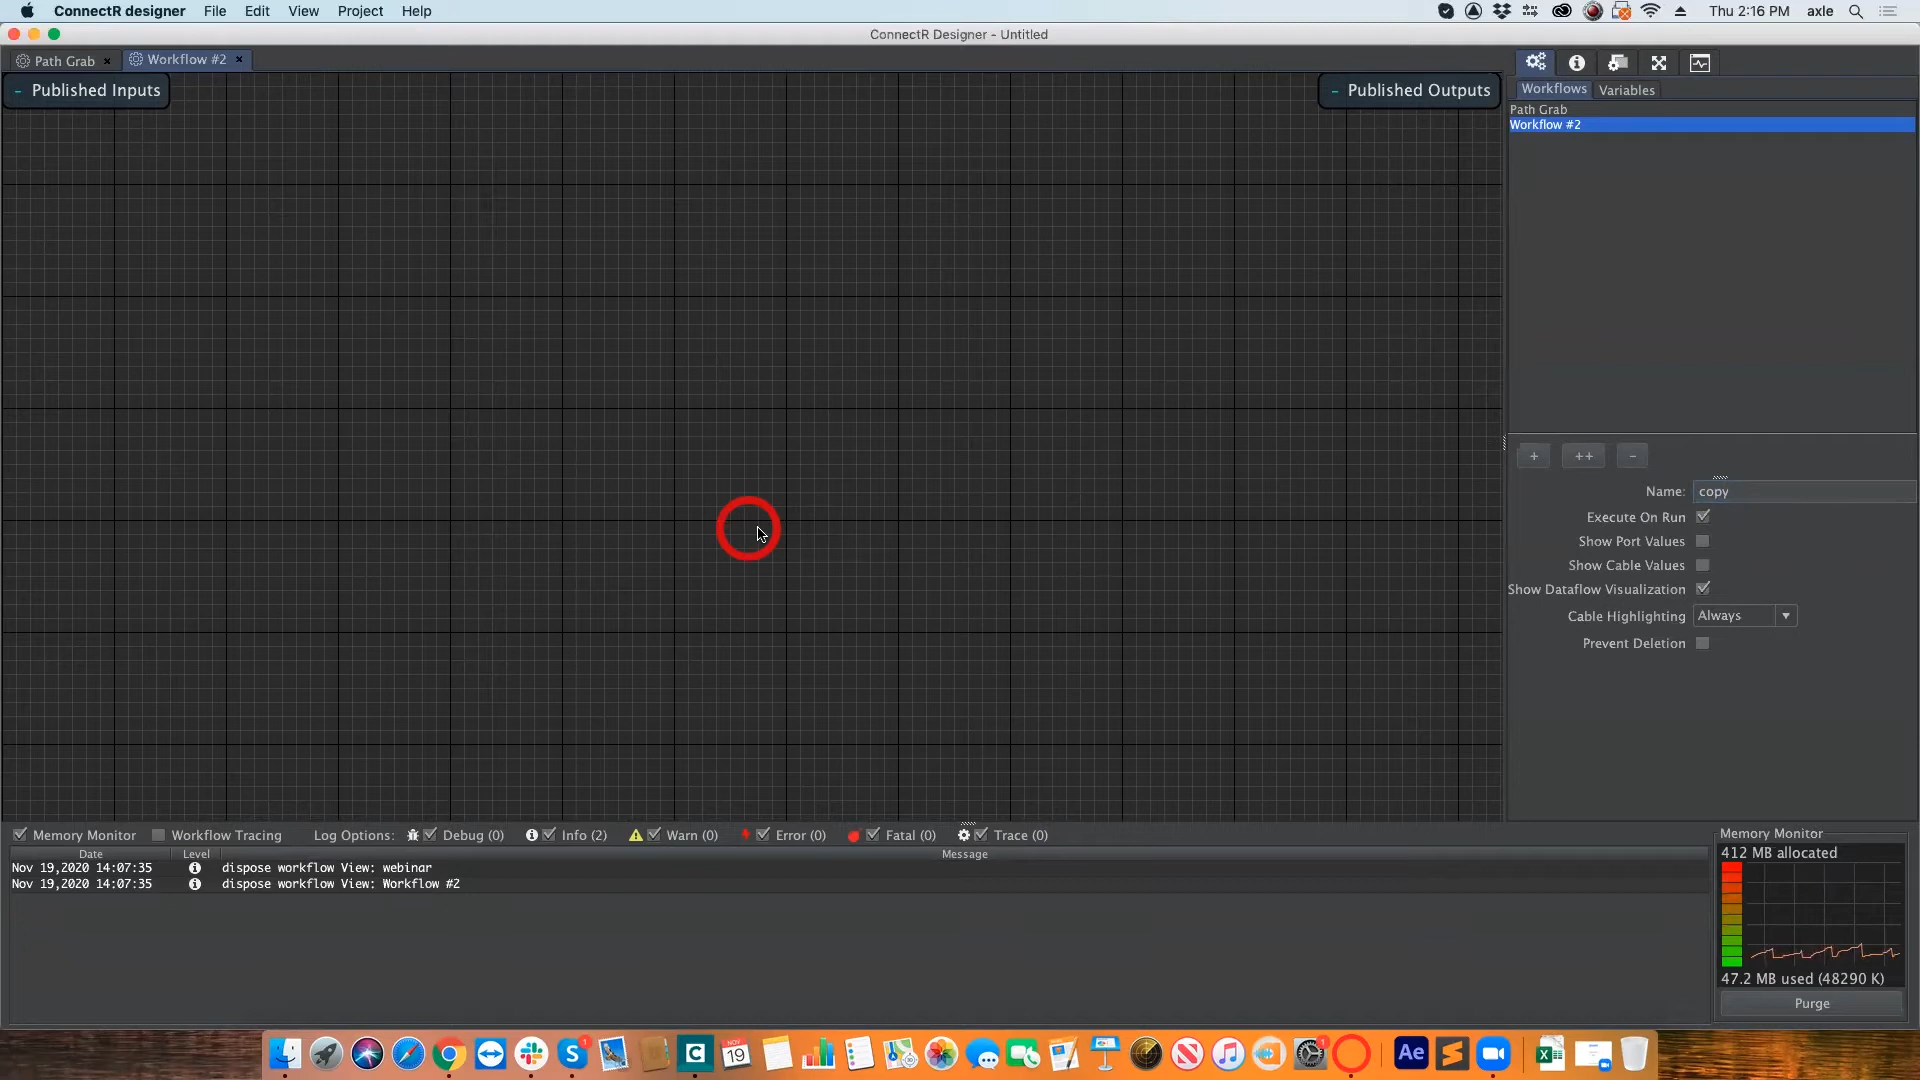 ConnectR designer File Edit View Project Help Thu 2:16 PM axle
ConnectR Designer - Untitled
Path Grab × Workflow #2 ×
- Published Inputs
- Published Outputs
Workflows Variables
Path Grab
Workflow #2
+ ++ -
Name: copy
Execute On Run
Show Port Values
Show Cable Values
Show Dataflow Visualization
Cable Highlighting Always
Prevent Deletion
Memory Monitor Workflow Tracing Log Options: Debug (0) Info (2) Warn (0) Error (0) Fatal (0) Trace (0)
Date Level Message
Nov 19,2020 14:07:35 dispose workflow View: webinar
Nov 19,2020 14:07:35 dispose workflow View: Workflow #2
Memory Monitor
412 MB allocated
47.2 MB used (48290 K)
Purge
C NOV 19 Ae S